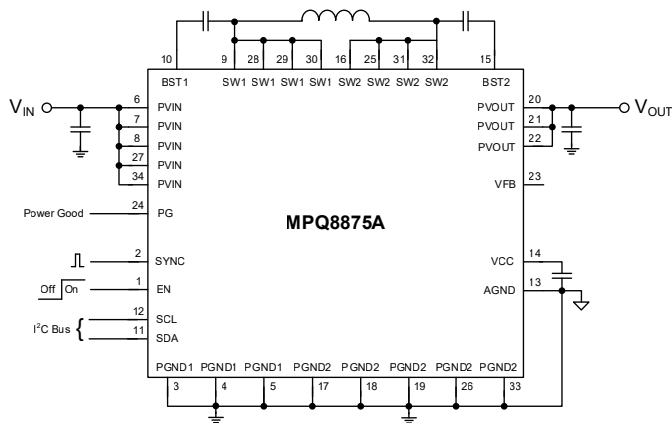 10 9 28 29 30 16 25 31 32 15
BST1 SW1 SW1 SW1 SW1 SW2 SW2 SW2 SW2 BST2
VIN 6 PVIN PVOUT 20 VOUT
7 PVIN PVOUT 21
8 PVIN PVOUT 22
27 PVIN
34 PVIN VFB 23
Power Good 24 PG
MPQ8875A
2 SYNC VCC 14
Off On 1 EN AGND 13
12 SCL
I²C Bus {
11 SDA
PGND1 PGND1 PGND1 PGND2 PGND2 PGND2 PGND2 PGND2
3 4 5 17 18 19 26 33